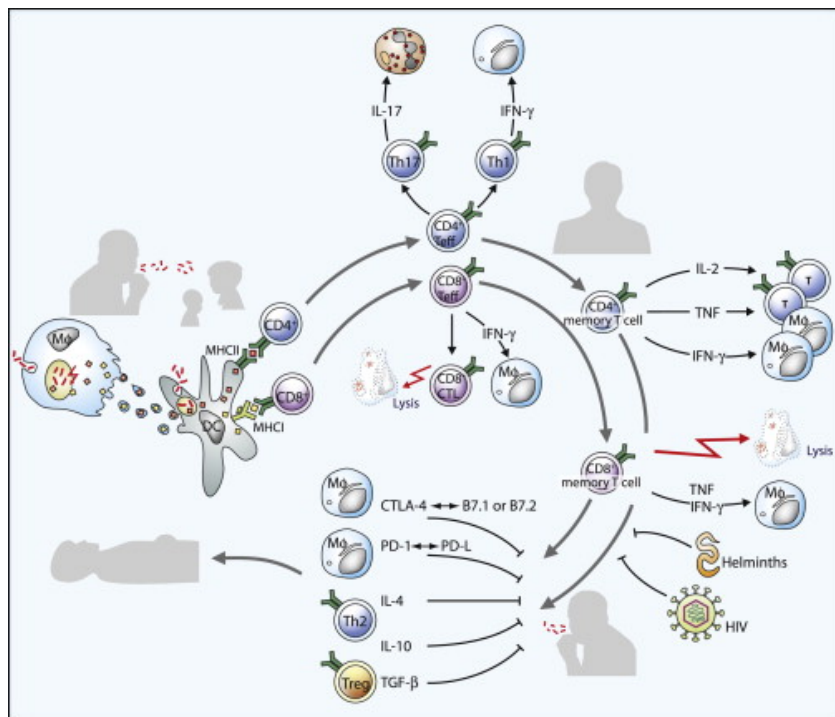 IL-17
IFN-γ
Th17
Th1
CD4⁺
Teff
CD8
Teff
IL-2
T
CD4⁺
memory T cell
TNF
T
MΦ
IFN-γ
MΦ
MΦ
MHCII
CD4⁺
IFN-γ
CD8⁺
CD8
CTL
MΦ
Lysis
MHCI
DC
CD8⁺
memory T cell
Lysis
TNF
IFN-γ
MΦ
MΦ
CTLA-4
B7.1 or B7.2
MΦ
PD-1
PD-L
Helminths
IL-4
Th2
HIV
IL-10
Treg
TGF-β